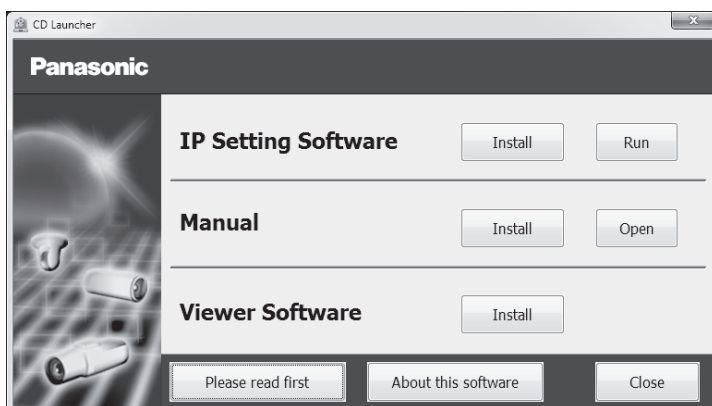 CD Launcher
x
Panasonic
IP Setting Software Install Run
Manual Install Open
Viewer Software Install
Please read first About this software Close